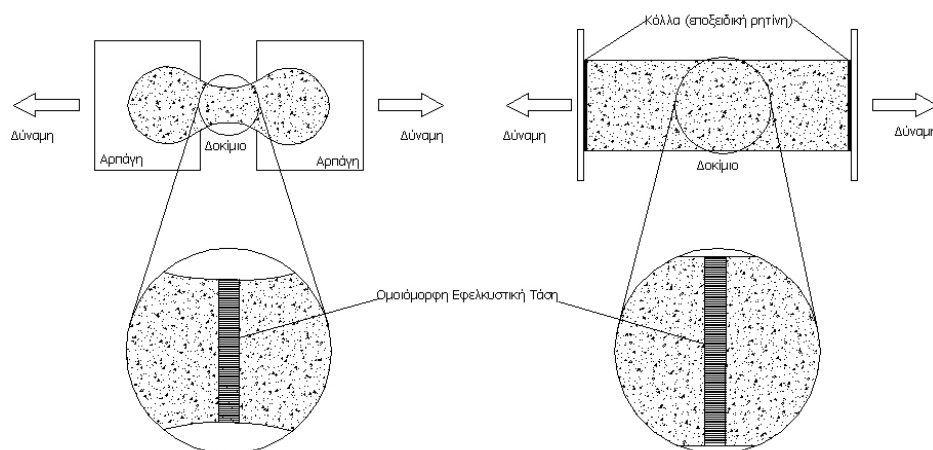 Κόλλα (εποξειδική ρητίνη)
Δύναμη
Αρπάγη
Δοκίμιο
Αρπάγη
Δύναμη
Δύναμη
Δοκίμιο
Δύναμη
Ομοιόμορφη Εφελκυστική Τάση